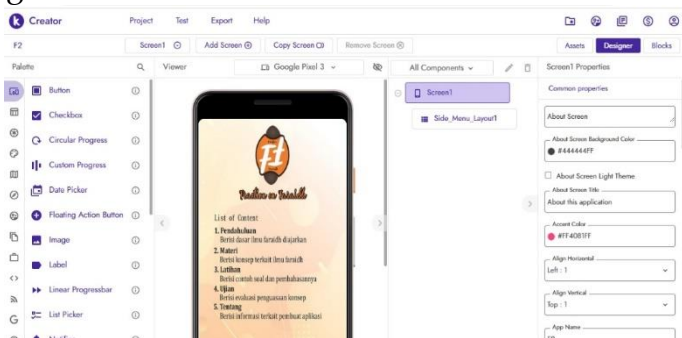 Creator Project Test Export Help
F2 Screen1 Add Screen Copy Screen Remove Screen Assets Designer Blocks
Palette Viewer Google Pixel 3 All Components Screen1 Properties
Button
Checkbox
Circular Progress
Custom Progress
Date Picker
Floating Action Button
Image
Label
Linear Progressbar
List Picker
List of Content
1. Pendahuluan
Berisi dasar ilmu faraidh diajarkan
2. Materi
Berisi konsep terkait ilmu faraidh
3. Latihan
Berisi contoh soal dan pembahasannya
4. Ujian
Berisi evaluasi penguasaan konsep
5. Tentang
Berisi informasi terkait pembuat aplikasi
Screen1
Side_Menu_Layout1
Common properties
About Screen
About Screen Background Color
#444444FF
About Screen Light Theme
About Screen Title
About this application
Accent Color
#FF4081FF
Align Horizontal
Left : 1
Align Vertical
Top : 1
App Name